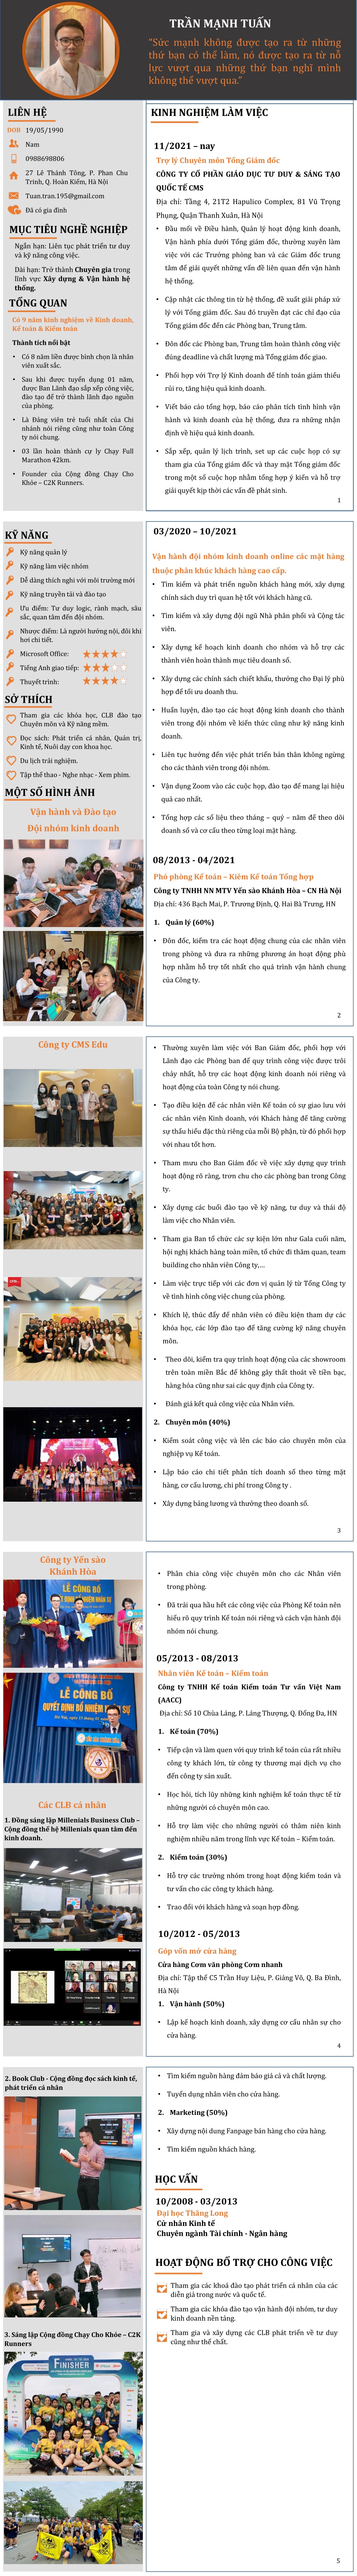 TRẦN MẠNH TUẤN
"Sức mạnh không được tạo ra từ những
thứ bạn có thể làm, nó được tạo ra từ nỗ
lực vượt qua những thứ bạn nghĩ mình
không thể vượt qua."
LIÊN HỆ
DOB 19/05/1990
Nam
0988698806
27 Lê Thánh Tông, P. Phan Chu
Trinh, Q. Hoàn Kiếm, Hà Nội
Tuan.tran.195@gmail.com
Đã có gia đình
MỤC TIÊU NGHỀ NGHIỆP
Ngắn hạn: Liên tục phát triển tư duy
và kỹ năng công việc.
Dài hạn: Trở thành Chuyên gia trong
lĩnh vực Xây dựng & Vận hành hệ
thống.
TỔNG QUAN
Có 9 năm kinh nghiệm về Kinh doanh,
Kế toán & Kiểm toán
Thành tích nổi bật
• Có 8 năm liền được bình chọn là nhân
viên xuất sắc.
• Sau khi được tuyển dụng 01 năm,
được Ban Lãnh đạo sắp xếp công việc,
đào tạo để trở thành lãnh đạo nguồn
của phòng.
• Là Đảng viên trẻ tuổi nhất của Chi
nhánh nói riêng cũng như toàn Công
ty nói chung.
• 03 lần hoàn thành cự ly Chạy Full
Marathon 42km.
• Founder của Cộng đồng Chạy Cho
Khỏe – C2K Runners.
KINH NGHIỆM LÀM VIỆC
11/2021 – nay
Trợ lý Chuyên môn Tổng Giám đốc
CÔNG TY CỔ PHẦN GIÁO DỤC TƯ DUY & SÁNG TẠO
QUỐC TẾ CMS
Địa chỉ: Tầng 4, 21T2 Hapulico Complex, 81 Vũ Trọng
Phụng, Quận Thanh Xuân, Hà Nội
• Đầu mối về Điều hành, Quản lý hoạt động kinh doanh,
Vận hành phía dưới Tổng giám đốc, thường xuyên làm
việc với các Trưởng phòng ban và các Giám đốc trung
tâm để giải quyết những vấn đề liên quan đến vận hành
hệ thống.
• Cập nhật các thông tin từ hệ thống, đề xuất giải pháp xử
lý với Tổng giám đốc. Sau đó truyền đạt các chỉ đạo của
Tổng giám đốc đến các Phòng ban, Trung tâm.
• Đôn đốc các Phòng ban, Trung tâm hoàn thành công việc
đúng deadline và chất lượng mà Tổng giám đốc giao.
• Phối hợp với Trợ lý Kinh doanh để tính toán giảm thiểu
rủi ro, tăng hiệu quả kinh doanh.
• Viết báo cáo tổng hợp, báo cáo phân tích tình hình vận
hành và kinh doanh của hệ thống, đưa ra những nhận
định về hiệu quả kinh doanh.
• Sắp xếp, quản lý lịch trình, set up các cuộc họp có sự
tham gia của Tổng giám đốc và thay mặt Tổng giám đốc
trong một số cuộc họp nhằm tổng hợp ý kiến và hỗ trợ
giải quyết kịp thời các vấn đề phát sinh.
1
KỸ NĂNG
Kỹ năng quản lý
Kỹ năng làm việc nhóm
Dễ dàng thích nghi với môi trường mới
Kỹ năng truyền tải và đào tạo
Ưu điểm: Tư duy logic, rành mạch, sâu
sắc, quan tâm đến đội nhóm.
Nhược điểm: Là người hướng nội, đôi khi
hơi chi tiết.
Microsoft Office:
Tiếng Anh giao tiếp:
Thuyết trình:
SỞ THÍCH
Tham gia các khóa học, CLB đào tạo
Chuyên môn và Kỹ năng mềm.
Đọc sách: Phát triển cá nhân, Quản trị,
Kinh tế, Nuôi dạy con khoa học.
Du lịch trải nghiệm.
Tập thể thao - Nghe nhạc - Xem phim.
MỘT SỐ HÌNH ẢNH
Vận hành và Đào tạo
Đội nhóm kinh doanh
03/2020 – 10/2021
Vận hành đội nhóm kinh doanh online các mặt hàng
thuộc phân khúc khách hàng cao cấp.
• Tìm kiếm và phát triển nguồn khách hàng mới, xây dựng
chính sách duy trì quan hệ tốt với khách hàng cũ.
• Tìm kiếm và xây dựng đội ngũ Nhà phân phối và Cộng tác
viên.
• Xây dựng kế hoạch kinh doanh cho nhóm và hỗ trợ các
thành viên hoàn thành mục tiêu doanh số.
• Xây dựng các chính sách chiết khấu, thưởng cho Đại lý phù
hợp để tối ưu doanh thu.
• Huấn luyện, đào tạo các hoạt động kinh doanh cho thành
viên trong đội nhóm về kiến thức cũng như kỹ năng kinh
doanh.
• Liên tục hướng đến việc phát triển bản thân không ngừng
cho các thành viên trong đội nhóm.
• Vận dụng Zoom vào các cuộc họp, đào tạo để mang lại hiệu
quả cao nhất.
• Tổng hợp các số liệu theo tháng – quý – năm để theo dõi
doanh số và cơ cấu theo từng loại mặt hàng.
08/2013 - 04/2021
Phó phòng Kế toán – Kiêm Kế toán Tổng hợp
Công ty TNHH NN MTV Yến sào Khánh Hòa – CN Hà Nội
Địa chỉ: 436 Bạch Mai, P. Trương Định, Q. Hai Bà Trưng, HN
1. Quản lý (60%)
• Đôn đốc, kiểm tra các hoạt động chung của các nhân viên
trong phòng và đưa ra những phương án hoạt động phù
hợp nhằm hỗ trợ tốt nhất cho quá trình vận hành chung
của Công ty.
2
Công ty CMS Edu
• Thường xuyên làm việc với Ban Giám đốc, phối hợp với
Lãnh đạo các Phòng ban để quy trình công việc được trôi
chảy nhất, hỗ trợ các hoạt động kinh doanh nói riêng và
hoạt động của toàn Công ty nói chung.
• Tạo điều kiện để các nhân viên Kế toán có sự giao lưu với
các nhân viên Kinh doanh, với Khách hàng để tăng cường
sự thấu hiểu đặc thù riêng của mỗi Bộ phận, từ đó phối hợp
với nhau tốt hơn.
• Tham mưu cho Ban Giám đốc về việc xây dựng quy trình
hoạt động rõ ràng, trơn chu cho các phòng ban trong Công
ty.
• Xây dựng các buổi đào tạo về kỹ năng, tư duy và thái độ
làm việc cho Nhân viên.
• Tham gia Ban tổ chức các sự kiện lớn như Gala cuối năm,
hội nghị khách hàng toàn miền, tổ chức đi thăm quan, team
building cho nhân viên Công ty,...
• Làm việc trực tiếp với các đơn vị quản lý từ Tổng Công ty
về tình hình công việc chung của phòng.
• Khích lệ, thúc đẩy để nhân viên có điều kiện tham dự các
khóa học, các lớp đào tạo để tăng cường kỹ năng chuyên
môn.
• Theo dõi, kiểm tra quy trình hoạt động của các showroom
trên toàn miền Bắc để không gây thất thoát về tiền bạc,
hàng hóa cũng như sai các quy định của Công ty.
• Đánh giá kết quả công việc của Nhân viên.
2. Chuyên môn (40%)
• Kiểm soát công việc và lên các báo cáo chuyên môn của
nghiệp vụ Kế toán.
• Lập báo cáo chi tiết phân tích doanh số theo từng mặt
hàng, cơ cấu lương, chi phí trong Công ty .
• Xây dựng bảng lương và thưởng theo doanh số.
3
Công ty Yến sào
Khánh Hòa
LỄ CÔNG BỐ
LỄ CÔNG BỐ
QUYẾT ĐỊNH BỔ NHIỆM
Các CLB cá nhân
1. Đồng sáng lập Millenials Business Club –
Cộng đồng thế hệ Millenials quan tâm đến
kinh doanh.
• Phân chia công việc chuyên môn cho các Nhân viên
trong phòng.
• Đã trải qua hầu hết các công việc của Phòng Kế toán nên
hiểu rõ quy trình Kế toán nói riêng và cách vận hành đội
nhóm nói chung.
05/2013 - 08/2013
Nhân viên Kế toán – Kiểm toán
Công ty TNHH Kế toán Kiểm toán Tư vấn Việt Nam
(AACC)
Địa chỉ: Số 10 Chùa Láng, P. Láng Thượng, Q. Đống Đa, HN
1. Kế toán (70%)
• Tiếp cận và làm quen với quy trình kế toán của rất nhiều
công ty khách lớn, từ công ty thương mại dịch vụ cho
đến công ty sản xuất.
• Học hỏi, tích lũy những kinh nghiệm kế toán thực tế từ
những người có chuyên môn cao.
• Hỗ trợ làm việc cho những người có thâm niên kinh
nghiệm nhiều năm trong lĩnh vực Kế toán – Kiểm toán.
2. Kiểm toán (30%)
• Hỗ trợ các trưởng nhóm trong hoạt động kiểm toán và
tư vấn cho các công ty khách hàng.
• Trao đổi với khách hàng và soạn hợp đồng.
10/2012 - 05/2013
Góp vốn mở cửa hàng
Cửa hàng Cơm văn phòng Cơm nhanh
Địa chỉ: Tập thể C5 Trần Huy Liệu, P. Giảng Võ, Q. Ba Đình,
Hà Nội
1. Vận hành (50%)
• Lập kế hoạch kinh doanh, xây dựng cơ cấu nhân sự cho
cửa hàng.
4
2. Book Club - Cộng đồng đọc sách kinh tế,
phát triển cá nhân
3. Sáng lập Cộng đồng Chạy Cho Khỏe – C2K
Runners
FINISHER
• Tìm kiếm nguồn hàng đảm bảo giá cả và chất lượng.
• Tuyển dụng nhân viên cho cửa hàng.
2. Marketing (50%)
• Xây dựng nội dung Fanpage bán hàng cho cửa hàng.
• Tìm kiếm nguồn khách hàng.
HỌC VẤN
10/2008 - 03/2013
Đại học Thăng Long
Cử nhân Kinh tế
Chuyên ngành Tài chính - Ngân hàng
HOẠT ĐỘNG BỔ TRỢ CHO CÔNG VIỆC
Tham gia các khoá đào tạo phát triển cá nhân của các
diễn giả trong nước và quốc tế.
Tham gia các khóa đào tạo vận hành đội nhóm, tư duy
kinh doanh nền tảng.
Tham gia và xây dựng các CLB phát triển về tư duy
cũng như thể chất.
5